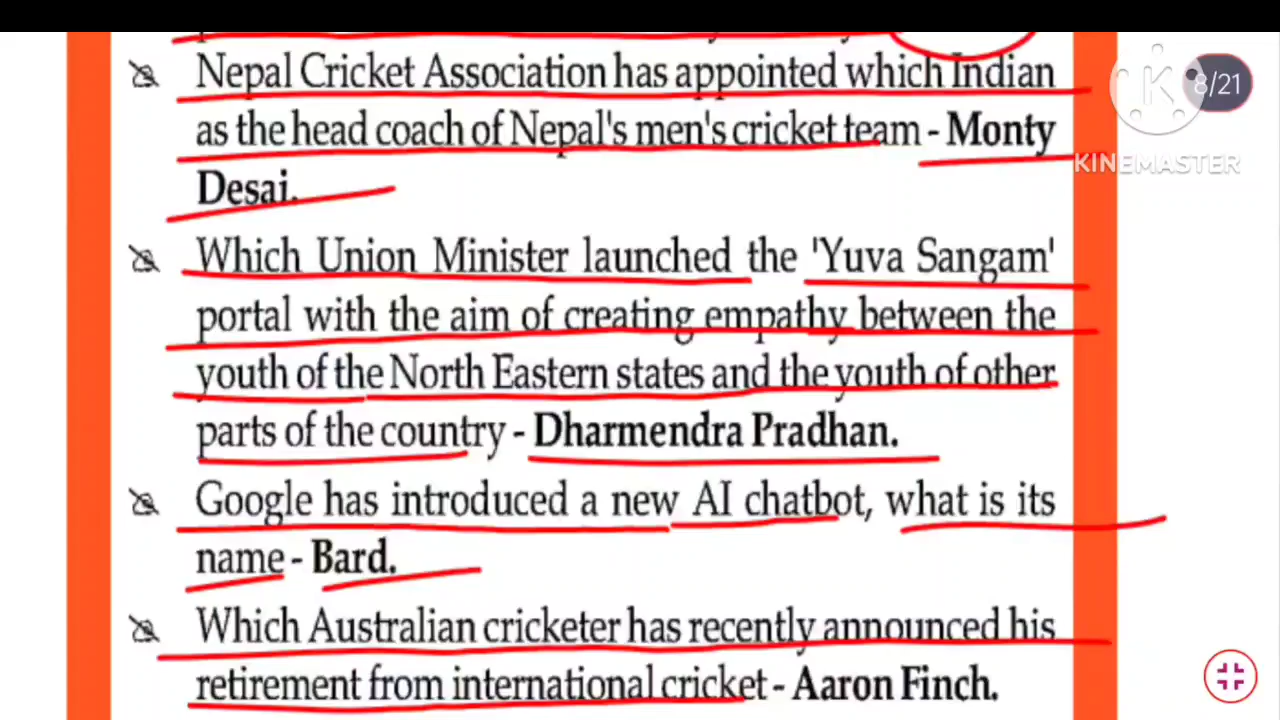 Nepal Cricket Association has appointed which Indian
8/21
as the head coach of Nepal's men's cricket team - Monty
KINEMASTER
Desai.
Which Union Minister launched the 'Yuva Sangam'
portal with the aim of creating empathy between the
youth of the North Eastern states and the youth of other
parts of the country - Dharmendra Pradhan.
Google has introduced a new AI chatbot, what is its
name - Bard.
Which Australian cricketer has recently announced his
retirement from international cricket - Aaron Finch.